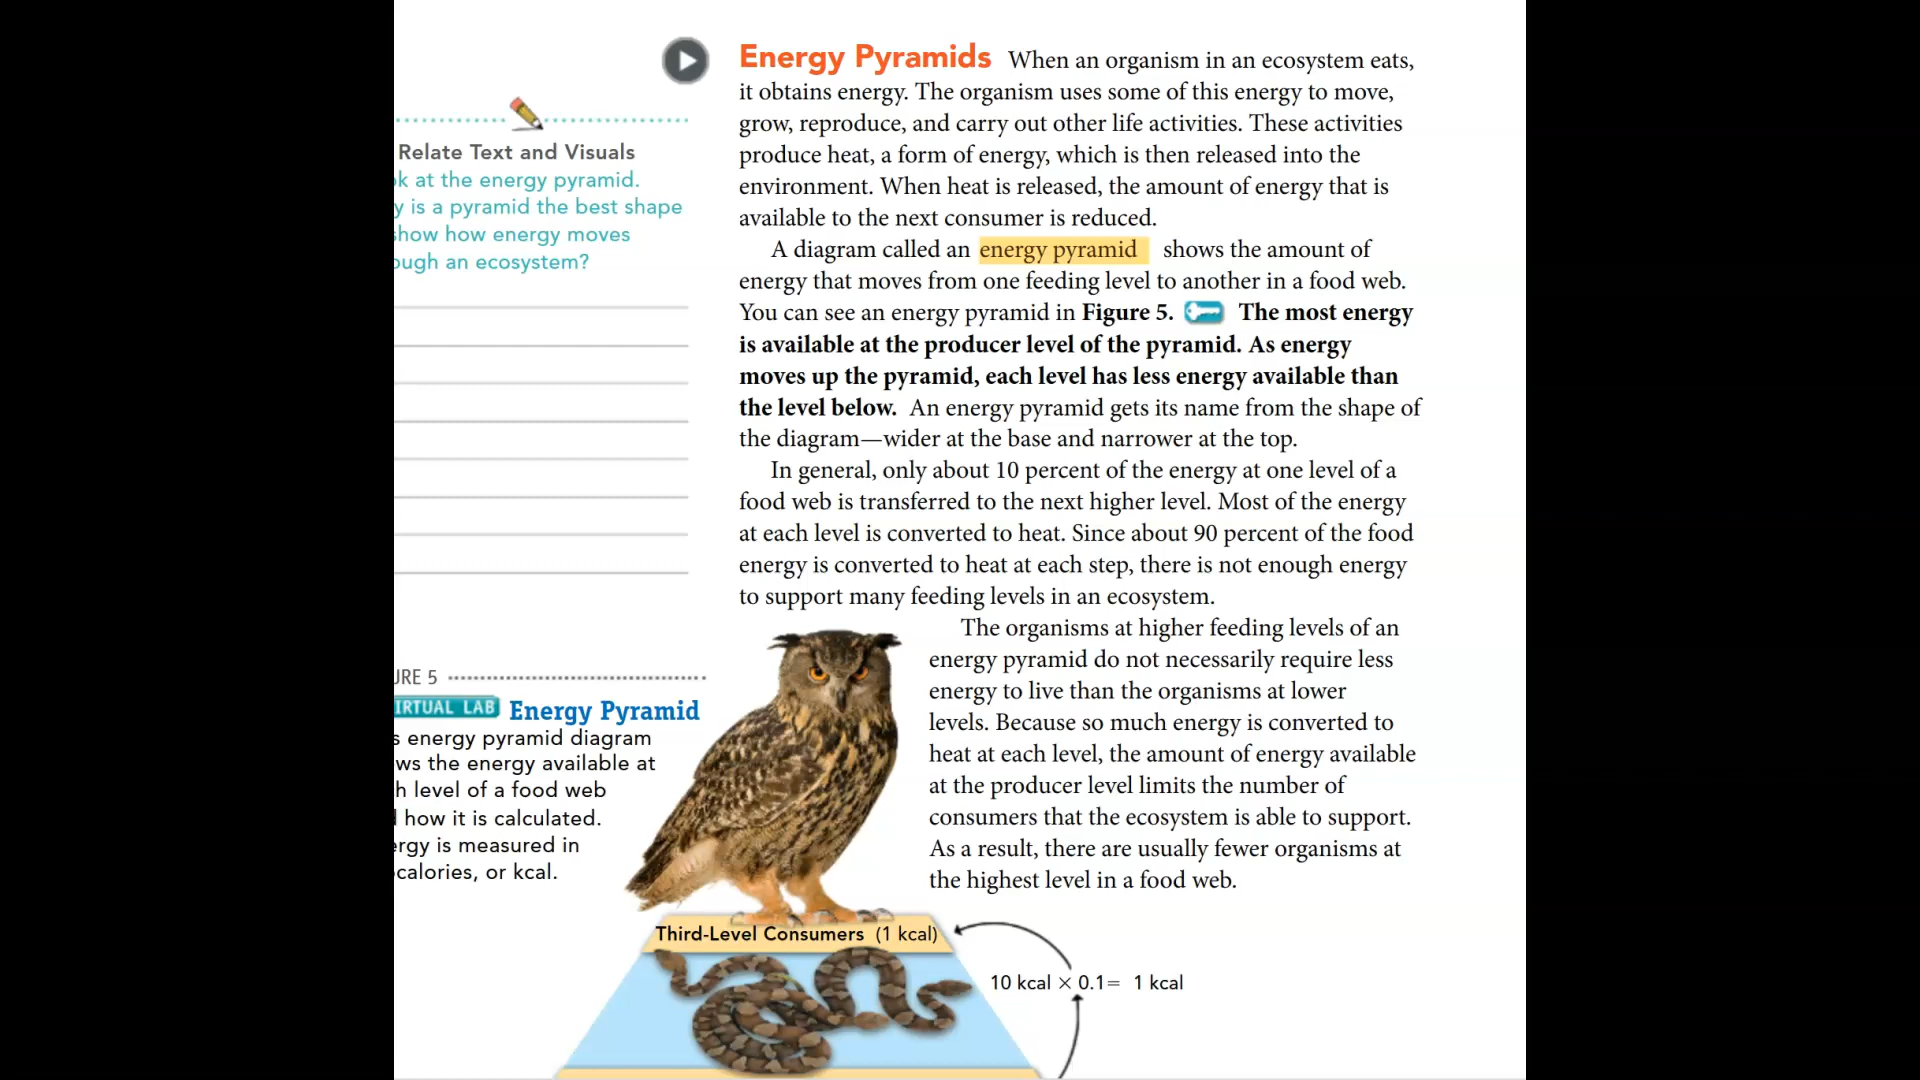 Energy Pyramids When an organism in an ecosystem eats,
it obtains energy. The organism uses some of this energy to move,
grow, reproduce, and carry out other life activities. These activities
produce heat, a form of energy, which is then released into the
environment. When heat is released, the amount of energy that is
available to the next consumer is reduced.
A diagram called an energy pyramid shows the amount of
energy that moves from one feeding level to another in a food web.
You can see an energy pyramid in Figure 5. The most energy
is available at the producer level of the pyramid. As energy
moves up the pyramid, each level has less energy available than
the level below. An energy pyramid gets its name from the shape of
the diagram—wider at the base and narrower at the top.
In general, only about 10 percent of the energy at one level of a
food web is transferred to the next higher level. Most of the energy
at each level is converted to heat. Since about 90 percent of the food
energy is converted to heat at each step, there is not enough energy
to support many feeding levels in an ecosystem.
The organisms at higher feeding levels of an
energy pyramid do not necessarily require less
energy to live than the organisms at lower
levels. Because so much energy is converted to
heat at each level, the amount of energy available
at the producer level limits the number of
consumers that the ecosystem is able to support.
As a result, there are usually fewer organisms at
the highest level in a food web.
Relate Text and Visuals
at the energy pyramid.
is a pyramid the best shape
show how energy moves
an ecosystem?
5
LAB Energy Pyramid
energy pyramid diagram
the energy available at
level of a food web
how it is calculated.
is measured in
or kcal.
Third-Level Consumers (1 kcal)
10 kcal × 0.1= 1 kcal